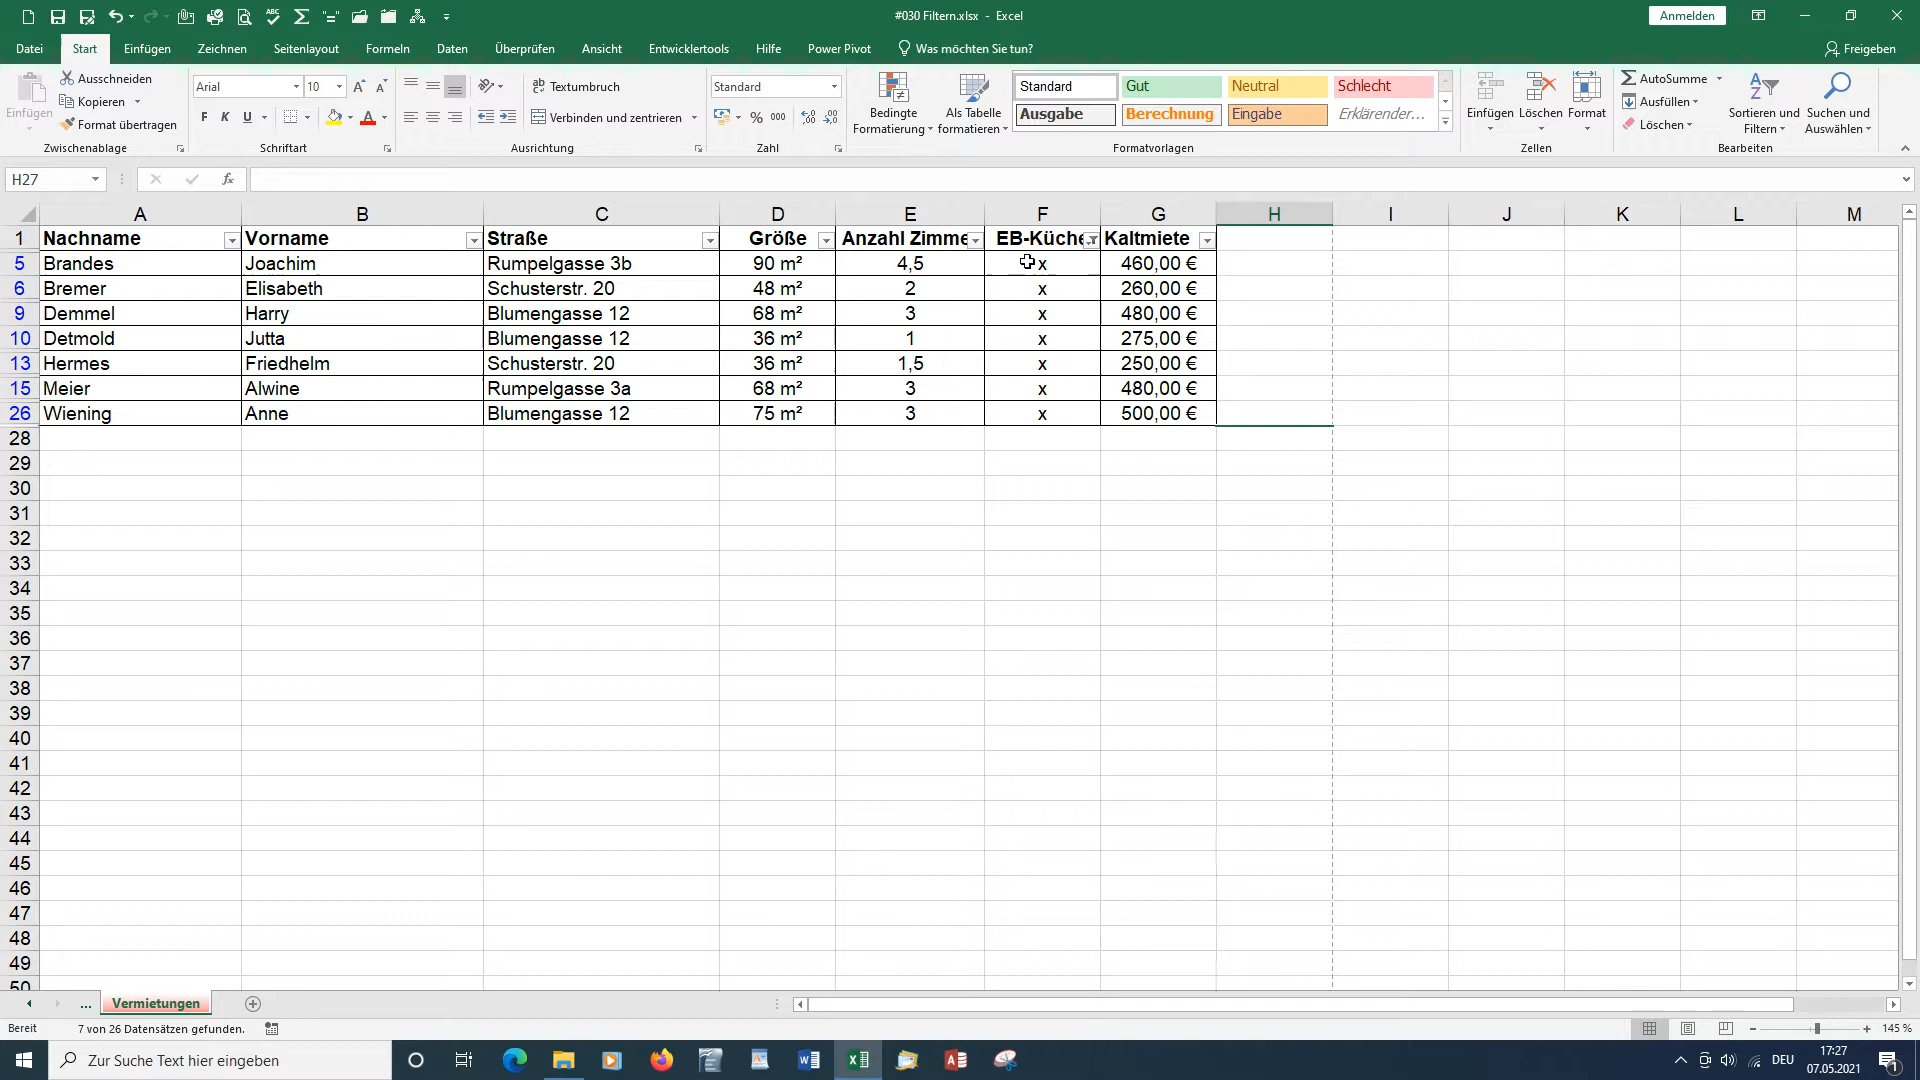 #030 Filtern.xlsx - Excel
Anmelden
Datei Start Einfügen Zeichnen Seitenlayout Formeln Daten Überprüfen Ansicht Entwicklertools Hilfe Power Pivot Was möchten Sie tun? Freigeben
Einfügen
Ausschneiden
Kopieren
Format übertragen
Zwischenablage
Arial 10
F K U
Schriftart
Textumbruch
Verbinden und zentrieren
Ausrichtung
Standard
% 000
Zahl
Bedingte Formatierung
Als Tabelle formatieren
Standard Gut Neutral Schlecht
Ausgabe Berechnung Eingabe Erklärender...
Formatvorlagen
Einfügen Löschen Format
Zellen
AutoSumme
Ausfüllen
Löschen
Sortieren und Filtern
Suchen und Auswählen
Bearbeiten
H27
fx
A B C D E F G H I J K L M
1 Nachname Vorname Straße Größe Anzahl Zimme EB-Küche Kaltmiete
5 Brandes Joachim Rumpelgasse 3b 90 m² 4,5 x 460,00 €
6 Bremer Elisabeth Schusterstr. 20 48 m² 2 x 260,00 €
9 Demmel Harry Blumengasse 12 68 m² 3 x 480,00 €
10 Detmold Jutta Blumengasse 12 36 m² 1 x 275,00 €
13 Hermes Friedhelm Schusterstr. 20 36 m² 1,5 x 250,00 €
15 Meier Alwine Rumpelgasse 3a 68 m² 3 x 480,00 €
26 Wiening Anne Blumengasse 12 75 m² 3 x 500,00 €
28
29
30
31
32
33
34
35
36
37
38
39
40
41
42
43
44
45
46
47
48
49
50
... Vermietungen
Bereit 7 von 26 Datensätzen gefunden. 145 %
Zur Suche Text hier eingeben
DEU
17:27
07.05.2021
1